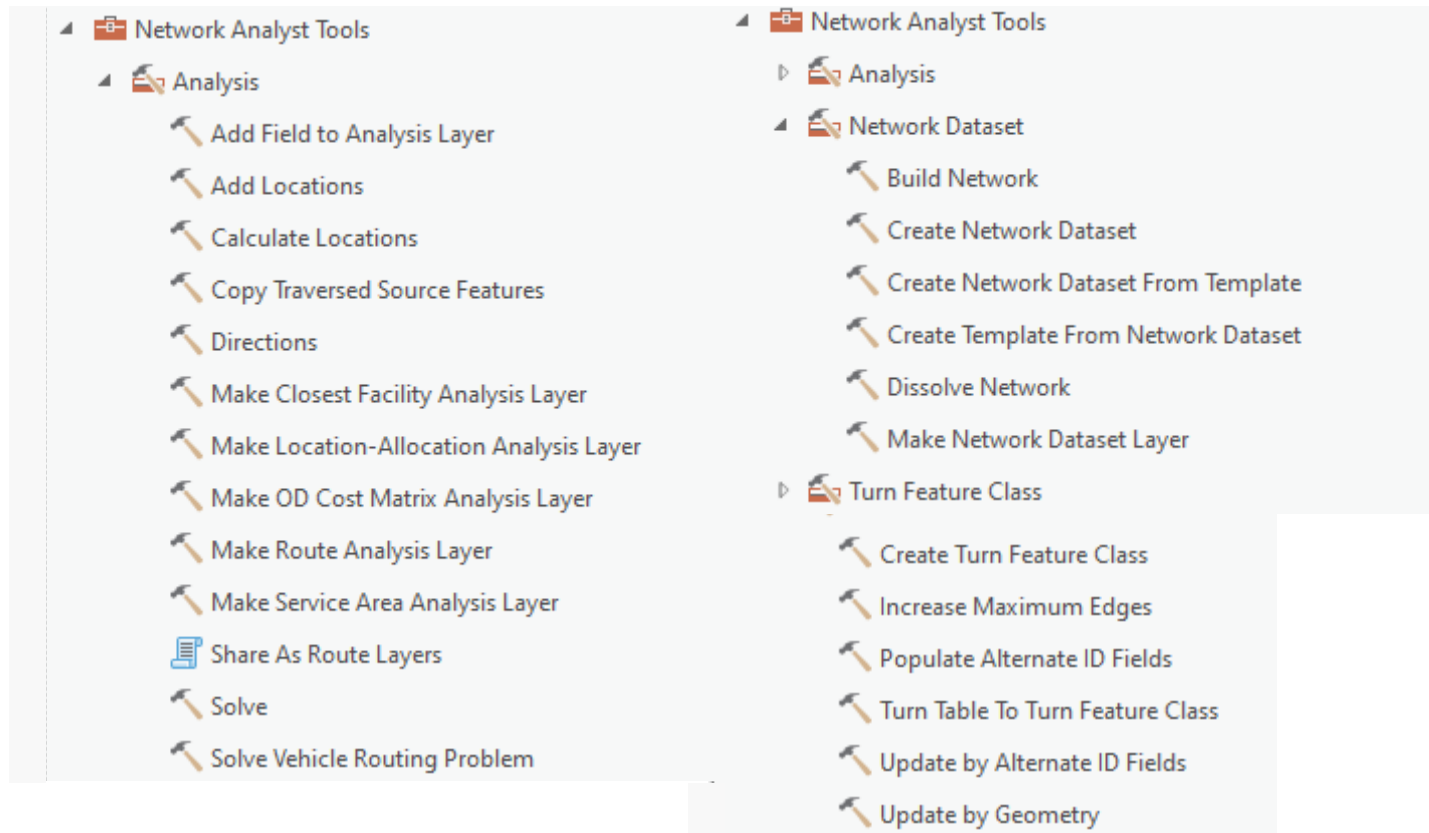 Network Analyst Tools
Analysis
Add Field to Analysis Layer
Add Locations
Calculate Locations
Copy Traversed Source Features
Directions
Make Closest Facility Analysis Layer
Make Location-Allocation Analysis Layer
Make OD Cost Matrix Analysis Layer
Make Route Analysis Layer
Make Service Area Analysis Layer
Share As Route Layers
Solve
Solve Vehicle Routing Problem
Network Analyst Tools
Analysis
Network Dataset
Build Network
Create Network Dataset
Create Network Dataset From Template
Create Template From Network Dataset
Dissolve Network
Make Network Dataset Layer
Turn Feature Class
Create Turn Feature Class
Increase Maximum Edges
Populate Alternate ID Fields
Turn Table To Turn Feature Class
Update by Alternate ID Fields
Update by Geometry